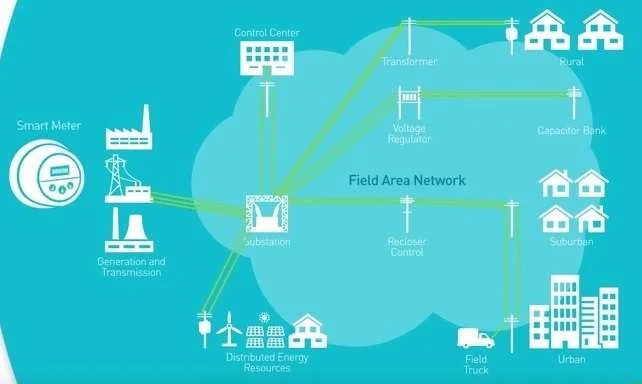 Control Center
Transformer
Rural
Smart Meter
Voltage
Regulator
Capacitor Bank
Field Area Network
Substation
Recloser
Control
Suburban
Generation and
Transmission
Distributed Energy
Resources
Field
Truck
Urban